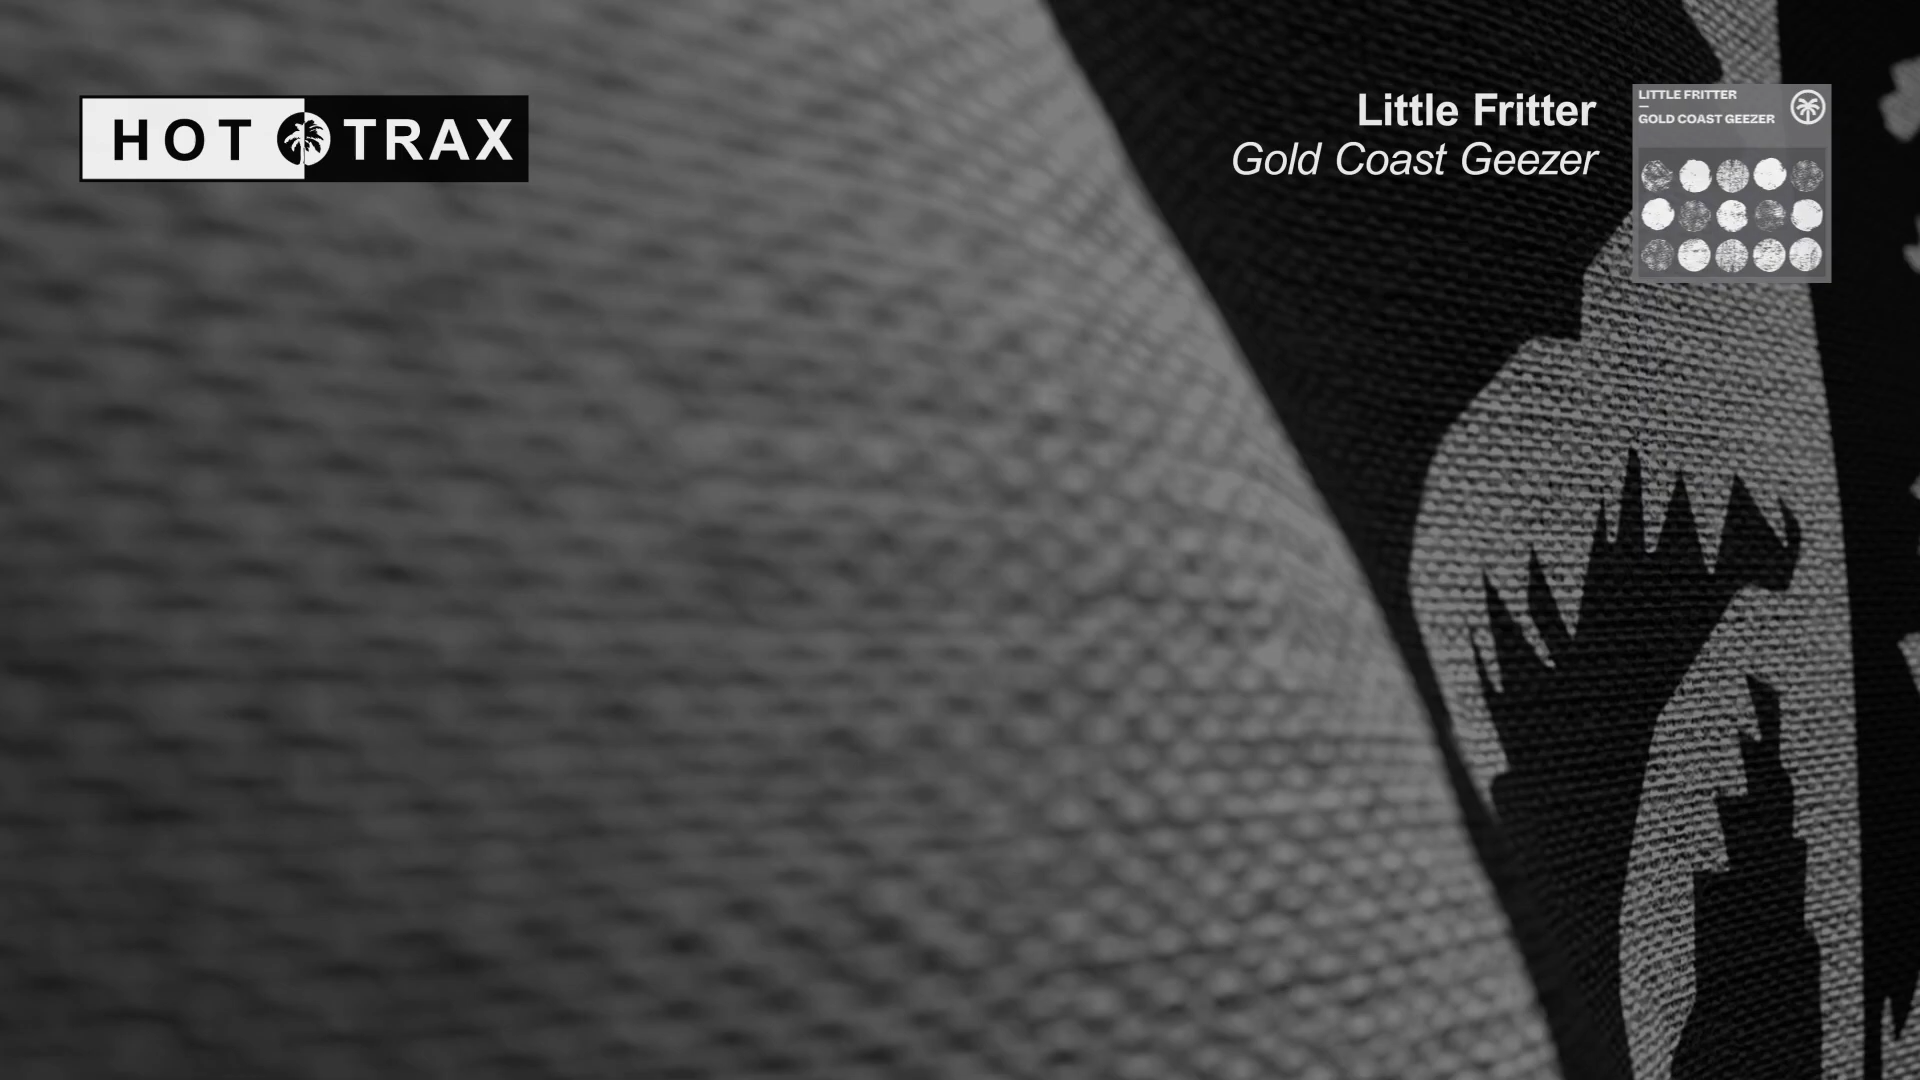 HOT TRAX
Little Fritter
Gold Coast Geezer
LITTLE FRITTER
—
GOLD COAST GEEZER